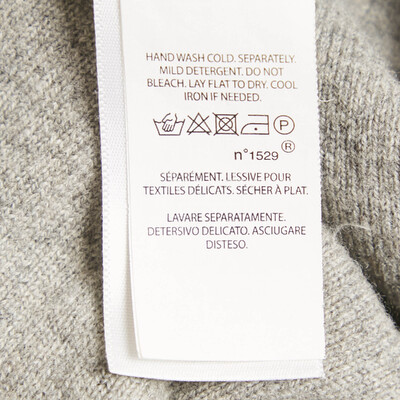 HAND WASH COLD. SEPARATELY.
MILD DETERGENT. DO NOT
BLEACH. LAY FLAT TO DRY. COOL
IRON IF NEEDED.
P
n°1529 ®
SÉPARÉMENT. LESSIVE POUR
TEXTILES DÉLICATS. SÉCHER À PLAT.
LAVARE SEPARATAMENTE.
DETERSIVO DELICATO. ASCIUGARE
DISTESO.